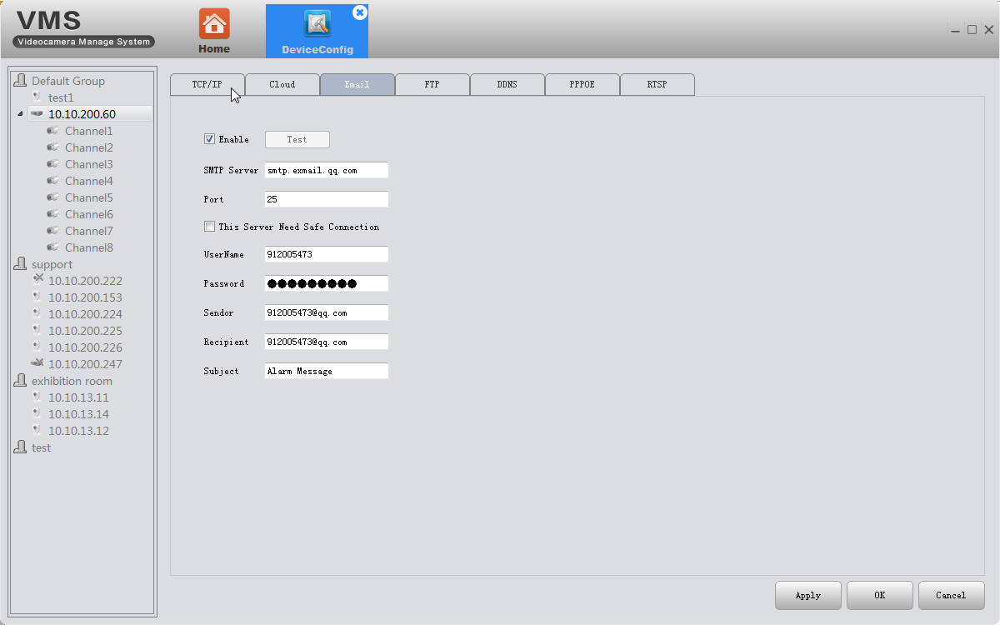 VMS
Videocamera Manage System
Home
DeviceConfig
Default Group
test1
10.10.200.60
Channel1
Channel2
Channel3
Channel4
Channel5
Channel6
Channel7
Channel8
support
10.10.200.222
10.10.200.153
10.10.200.224
10.10.200.225
10.10.200.226
10.10.200.247
exhibition room
10.10.13.11
10.10.13.14
10.10.13.12
test
TCP/IP Cloud Email FTP DDNS PPPOE RTSP
Enable Test
SMTP Server smtp.exmail.qq.com
Port 25
This Server Need Safe Connection
UserName 912005473
Password ●●●●●●●●●
Sendor 912005473@qq.com
Recipient 912005473@qq.com
Subject Alarm Message
Apply OK Cancel